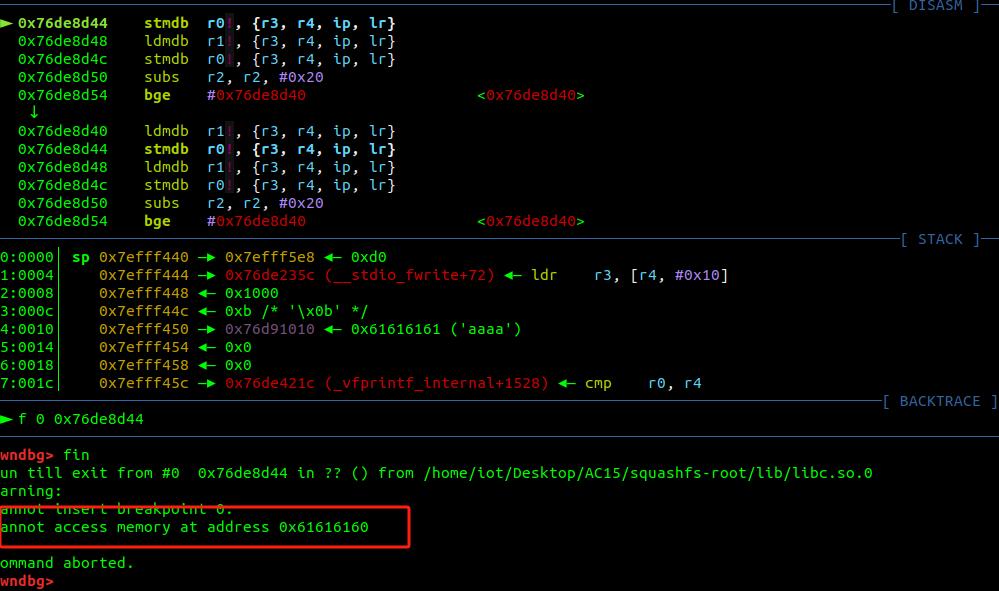 [ DISASM ]
► 0x76de8d44 stmdb r0!, {r3, r4, ip, lr}
0x76de8d48 ldmdb r1!, {r3, r4, ip, lr}
0x76de8d4c stmdb r0!, {r3, r4, ip, lr}
0x76de8d50 subs r2, r2, #0x20
0x76de8d54 bge #0x76de8d40 <0x76de8d40>
↓
0x76de8d40 ldmdb r1!, {r3, r4, ip, lr}
0x76de8d44 stmdb r0!, {r3, r4, ip, lr}
0x76de8d48 ldmdb r1!, {r3, r4, ip, lr}
0x76de8d4c stmdb r0!, {r3, r4, ip, lr}
0x76de8d50 subs r2, r2, #0x20
0x76de8d54 bge #0x76de8d40 <0x76de8d40>
[ STACK ]
0:0000│ sp 0x7efff440 —▸ 0x7efff5e8 ◂— 0xd0
1:0004│ 0x7efff444 —▸ 0x76de235c (__stdio_fwrite+72) ◂— ldr r3, [r4, #0x10]
2:0008│ 0x7efff448 ◂— 0x1000
3:000c│ 0x7efff44c ◂— 0xb /* '\x0b' */
4:0010│ 0x7efff450 —▸ 0x76d91010 ◂— 0x61616161 ('aaaa')
5:0014│ 0x7efff454 ◂— 0x0
6:0018│ 0x7efff458 ◂— 0x0
7:001c│ 0x7efff45c —▸ 0x76de421c (_vfprintf_internal+1528) ◂— cmp r0, r4
[ BACKTRACE ]
► f 0 0x76de8d44
wndbg> fin
un till exit from #0 0x76de8d44 in ?? () from /home/iot/Desktop/AC15/squashfs-root/lib/libc.so.0
arning:
annot insert breakpoint 0.
annot access memory at address 0x61616160
ommand aborted.
wndbg>